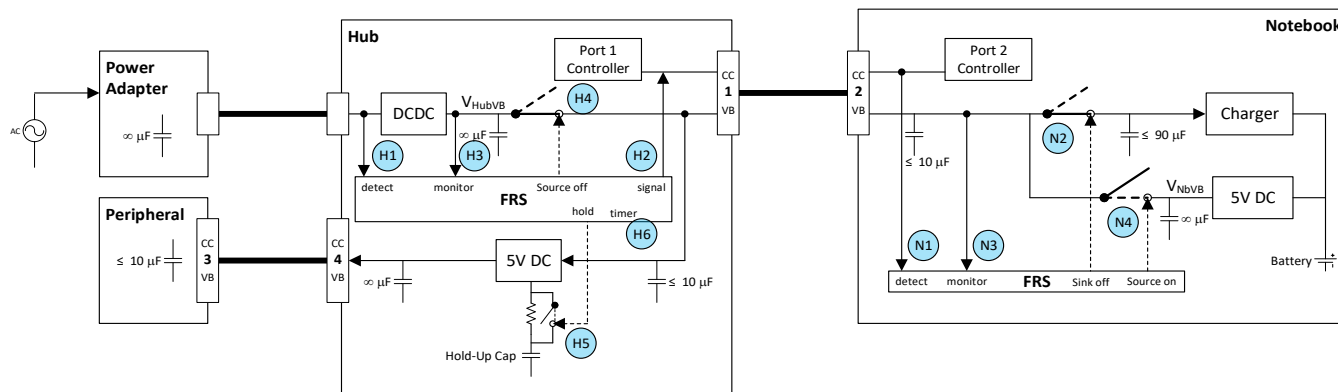 Hub
Notebook
Power
Adapter
AC
∞ µF
Port 1
Controller
CC
1
VB
CC
2
VB
Port 2
Controller
DCDC
V_HubVB
∞ µF
H4
H1
H3
H2
detect
monitor
Source off
signal
FRS
hold
timer
H6
≤ 10 µF
N2
≤ 90 µF
Charger
V_NbVB
∞ µF
5V DC
N4
N1
N3
Battery
detect
monitor
FRS
Sink off
Source on
Peripheral
≤ 10 µF
CC
3
VB
CC
4
VB
∞ µF
5V DC
≤ 10 µF
H5
Hold-Up Cap